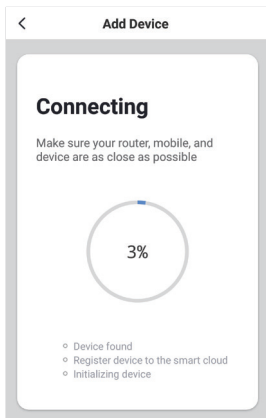 Add Device
Connecting
Make sure your router, mobile, and
device are as close as possible
3%
Device found
Register device to the smart cloud
Initializing device